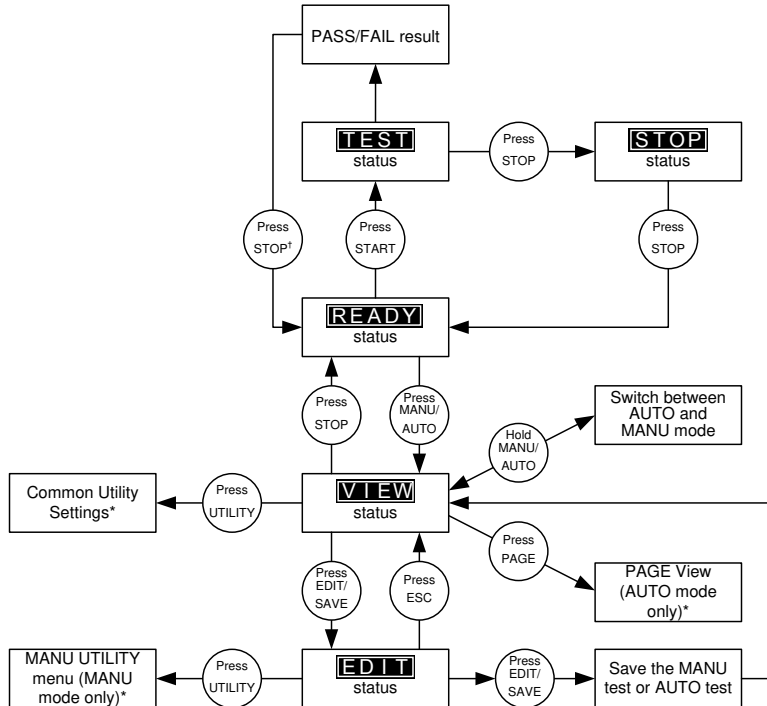 PASS/FAIL result
TEST
status
Press
STOP
STOP
status
Press
STOP†
Press
START
Press
STOP
READY
status
Press
STOP
Press
MANU/
AUTO
Hold
MANU/
AUTO
Switch between
AUTO and
MANU mode
Common Utility
Settings*
Press
UTILITY
VIEW
status
Press
PAGE
PAGE View
(AUTO mode
only)*
Press
EDIT/
SAVE
Press
ESC
MANU UTILITY
menu (MANU
mode only)*
Press
UTILITY
EDIT
status
Press
EDIT/
SAVE
Save the MANU
test or AUTO test